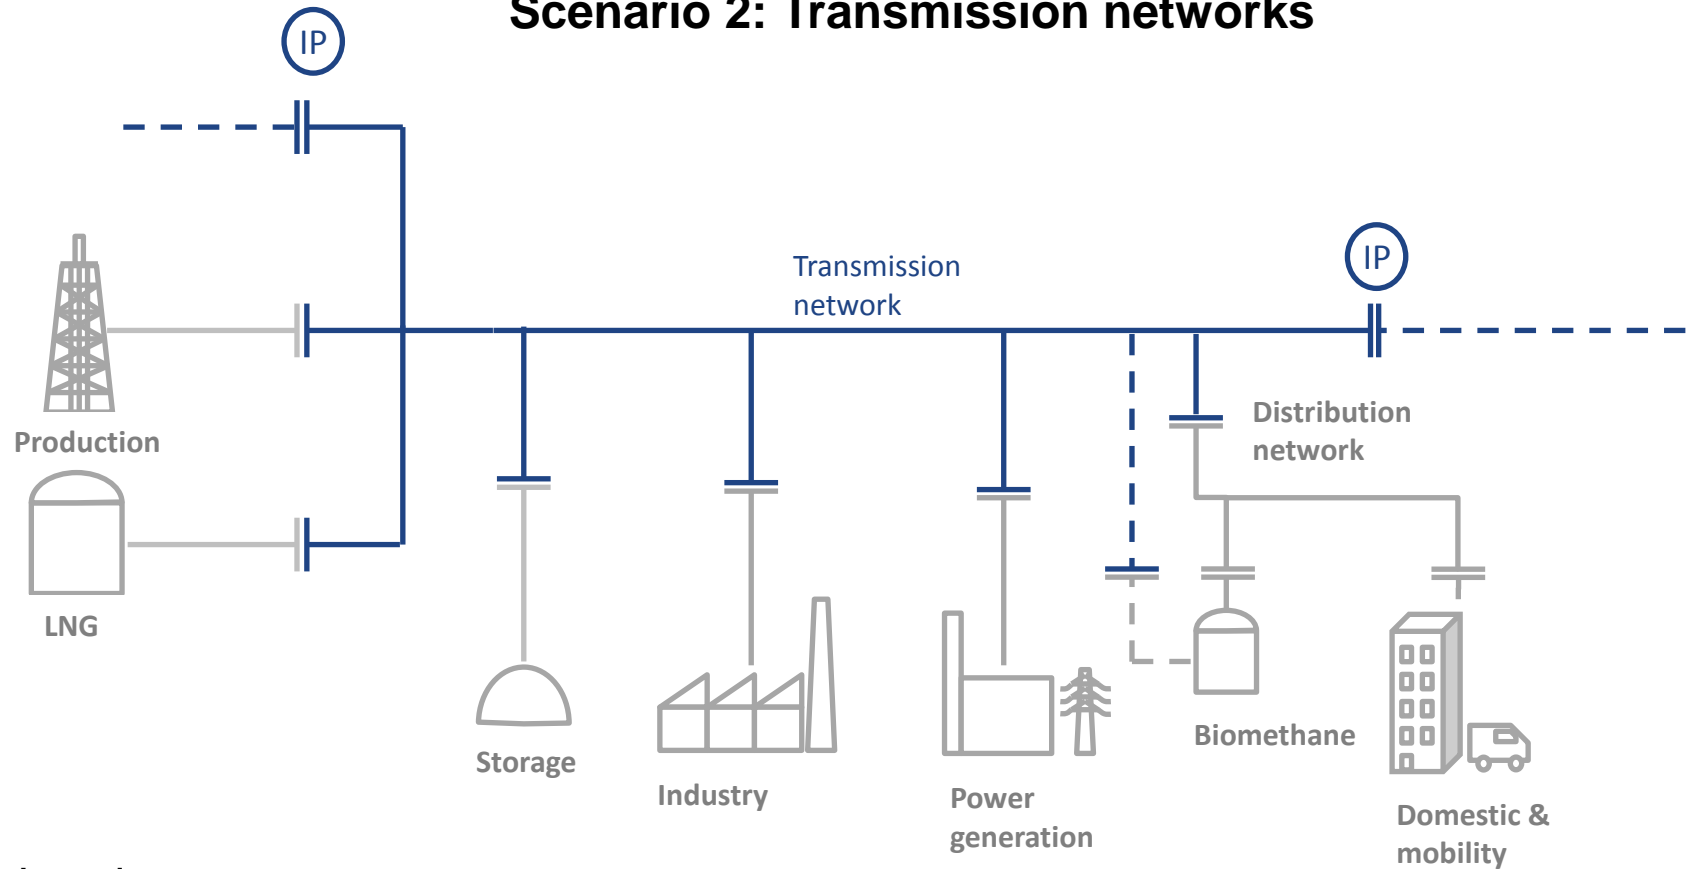 Scenario 2: Transmission networks
IP
Transmission
network
IP
Production
Distribution
network
LNG
Storage
Industry
Power
generation
Biomethane
Domestic &
mobility